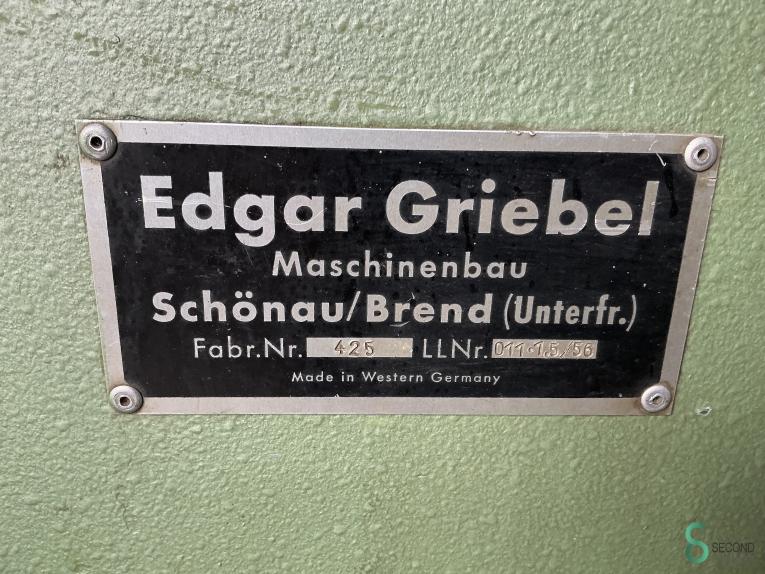 Edgar Griebel
Maschinenbau
Schönau/Brend (Unterfr.)
Fabr.Nr. 425 LLNr. 011·1,5/56
Made in Western Germany
SECOND